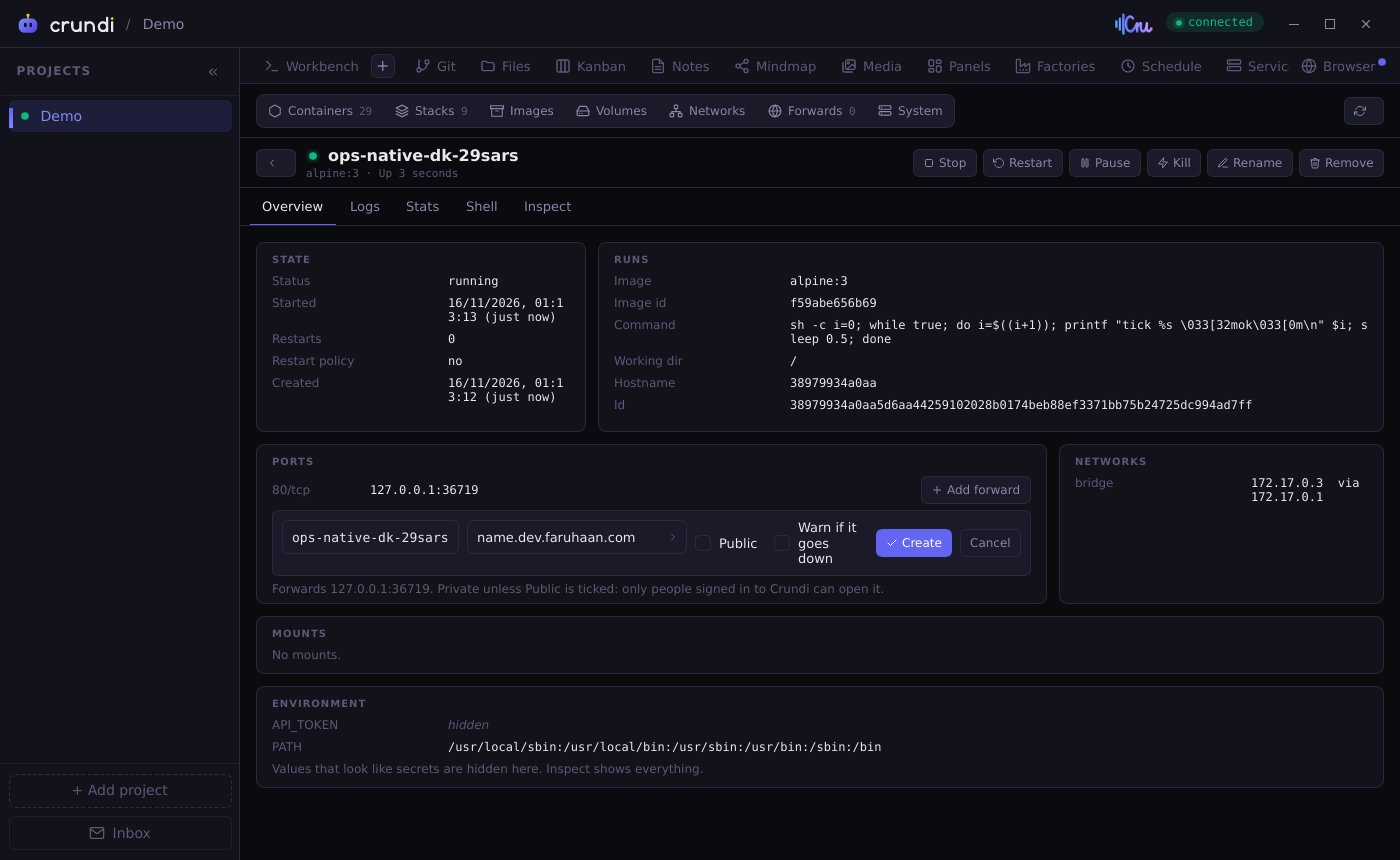 crundi / Demo
Cru
connected
PROJECTS «
Workbench + Git Files Kanban Notes Mindmap Media Panels Factories Schedule Servic Browser
Demo
Containers 29 Stacks 9 Images Volumes Networks Forwards 0 System
ops-native-dk-29sars
alpine:3 · Up 3 seconds
Stop Restart Pause Kill Rename Remove
Overview Logs Stats Shell Inspect
STATE
Status running
Started 16/11/2026, 01:1
3:13 (just now)
Restarts 0
Restart policy no
Created 16/11/2026, 01:1
3:12 (just now)
RUNS
Image alpine:3
Image id f59abe656b69
Command sh -c i=0; while true; do i=$((i+1)); printf "tick %s \033[32mok\033[0m\n" $i; s
leep 0.5; done
Working dir /
Hostname 38979934a0aa
Id 38979934a0aa5d6aa44259102028b0174beb88ef3371bb75b24725dc994ad7ff
PORTS
80/tcp 127.0.0.1:36719 + Add forward
ops-native-dk-29sars name.dev.faruhaan.com Public Warn if it
goes
down
Create Cancel
Forwards 127.0.0.1:36719. Private unless Public is ticked: only people signed in to Crundi can open it.
NETWORKS
bridge 172.17.0.3 via
172.17.0.1
MOUNTS
No mounts.
ENVIRONMENT
API_TOKEN hidden
PATH /usr/local/sbin:/usr/local/bin:/usr/sbin:/usr/bin:/sbin:/bin
Values that look like secrets are hidden here. Inspect shows everything.
+ Add project
Inbox